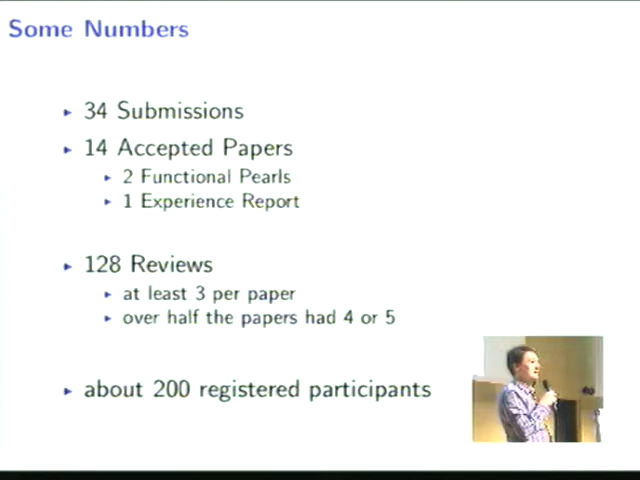 Some Numbers
34 Submissions
14 Accepted Papers
2 Functional Pearls
1 Experience Report
128 Reviews
at least 3 per paper
over half the papers had 4 or 5
about 200 registered participants